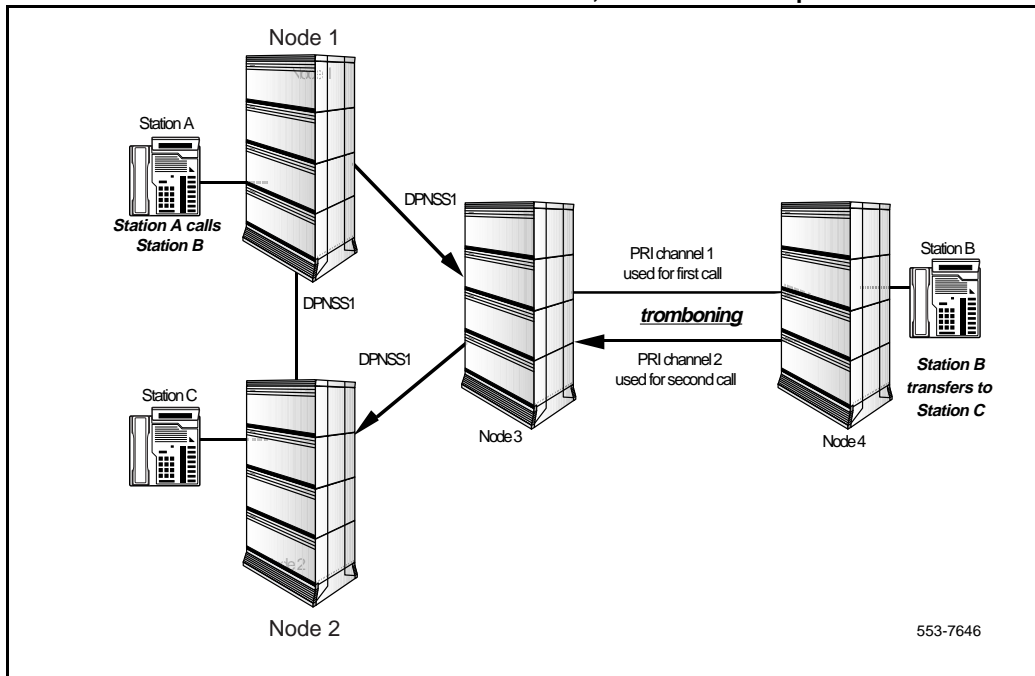 Node 1
Station A
Station A calls
Station B
DPNSS1
DPNSS1
DPNSS1
Station C
Node 2
Node 3
PRI channel 1
used for first call
tromboning
PRI channel 2
used for second call
Node 4
Station B
Station B
transfers to
Station C
553-7646